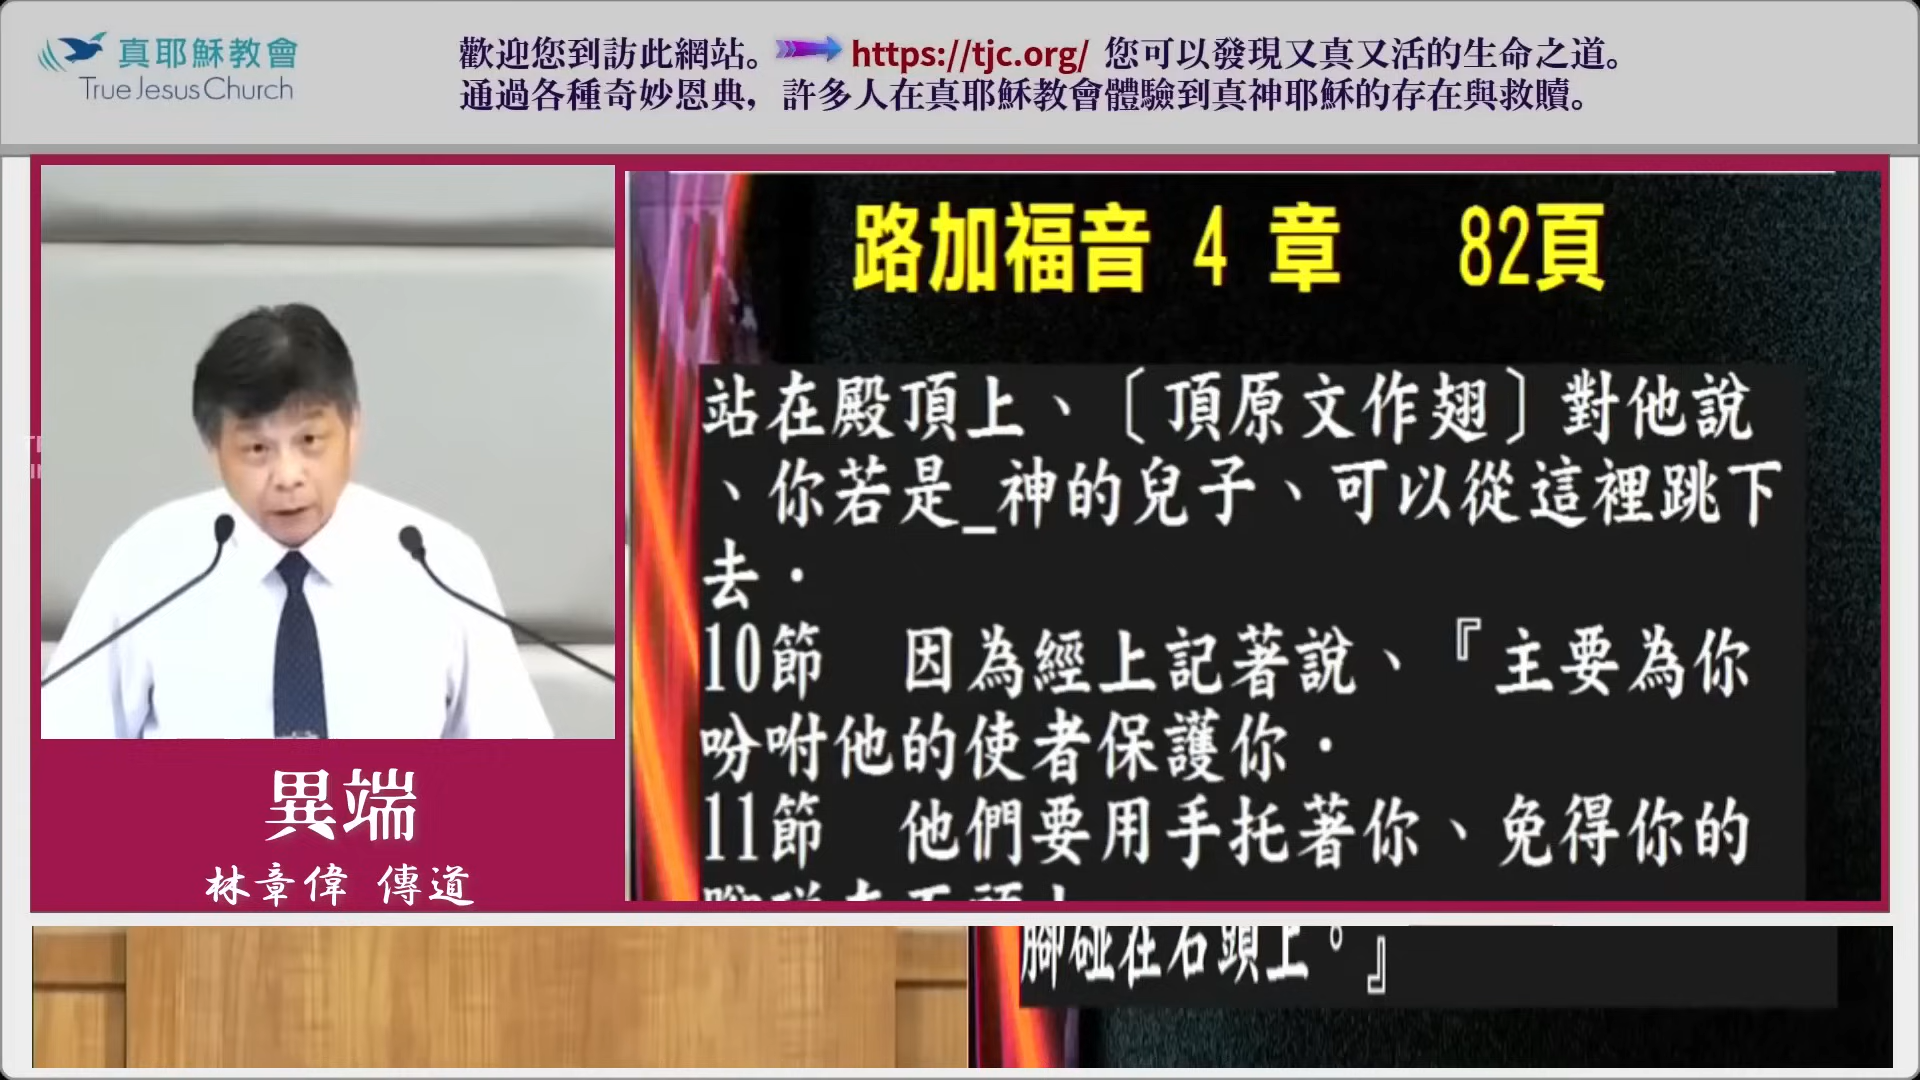 真耶穌教會
True Jesus Church
歡迎您到訪此網站。 https://tjc.org/ 您可以發現又真又活的生命之道。
通過各種奇妙恩典，許多人在真耶穌教會體驗到真神耶穌的存在與救贖。
路加福音 4 章 82頁
站在殿頂上、〔頂原文作翅〕對他說
、你若是_神的兒子、可以從這裡跳下
去．
10節 因為經上記著說、『主要為你
吩咐他的使者保護你．
11節 他們要用手托著你、免得你的
腳碰在石頭上。』
異端
林章偉 傳道